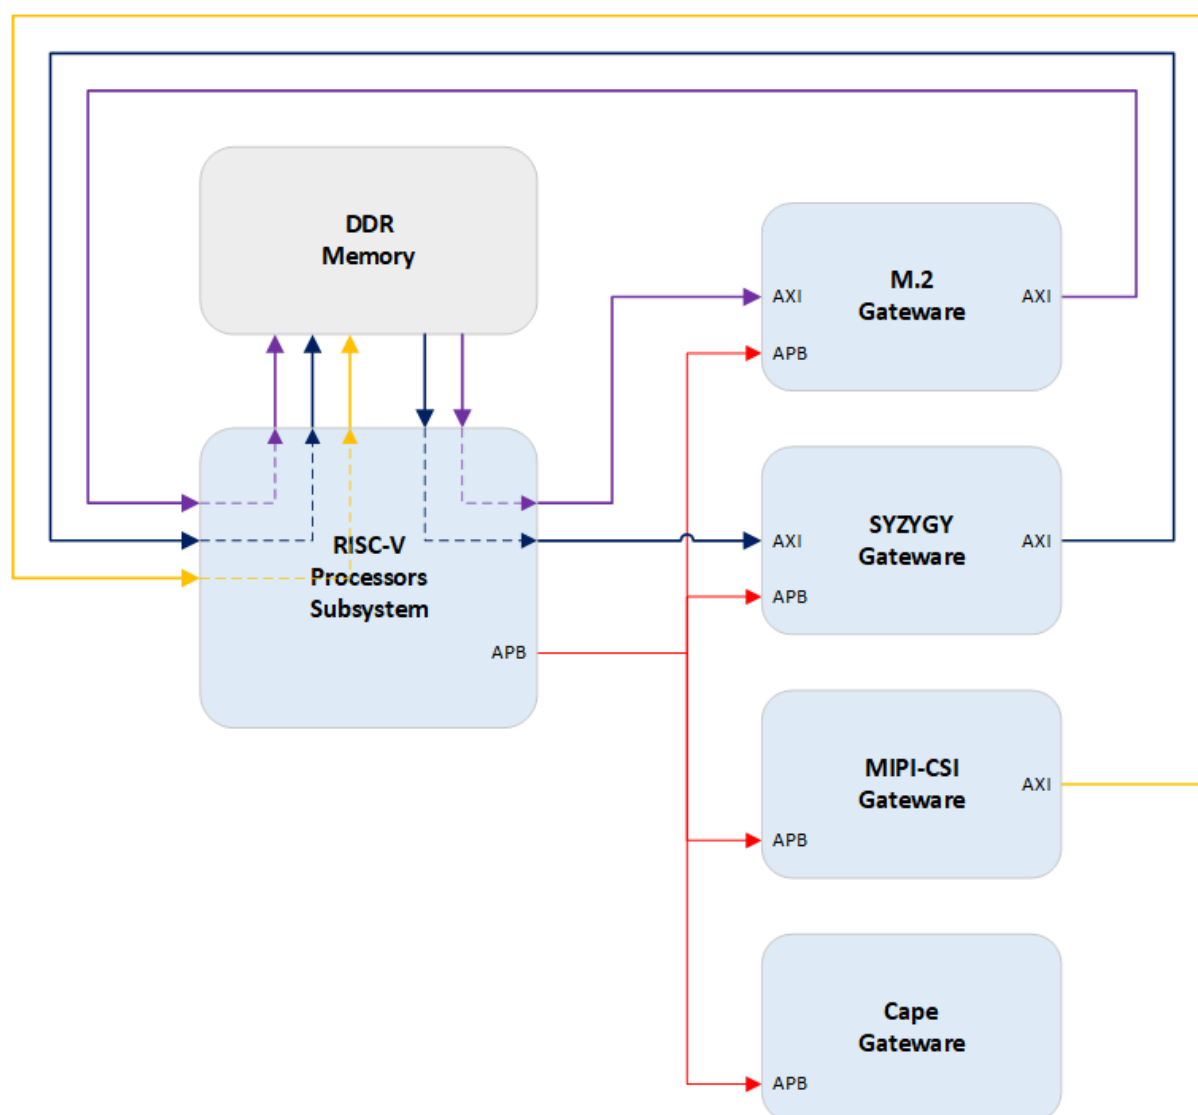 DDR
Memory
M.2
Gateware
AXI
AXI
APB
SYZYGY
Gateware
AXI
AXI
APB
RISC-V
Processors
Subsystem
APB
MIPI-CSI
Gateware
AXI
APB
Cape
Gateware
APB